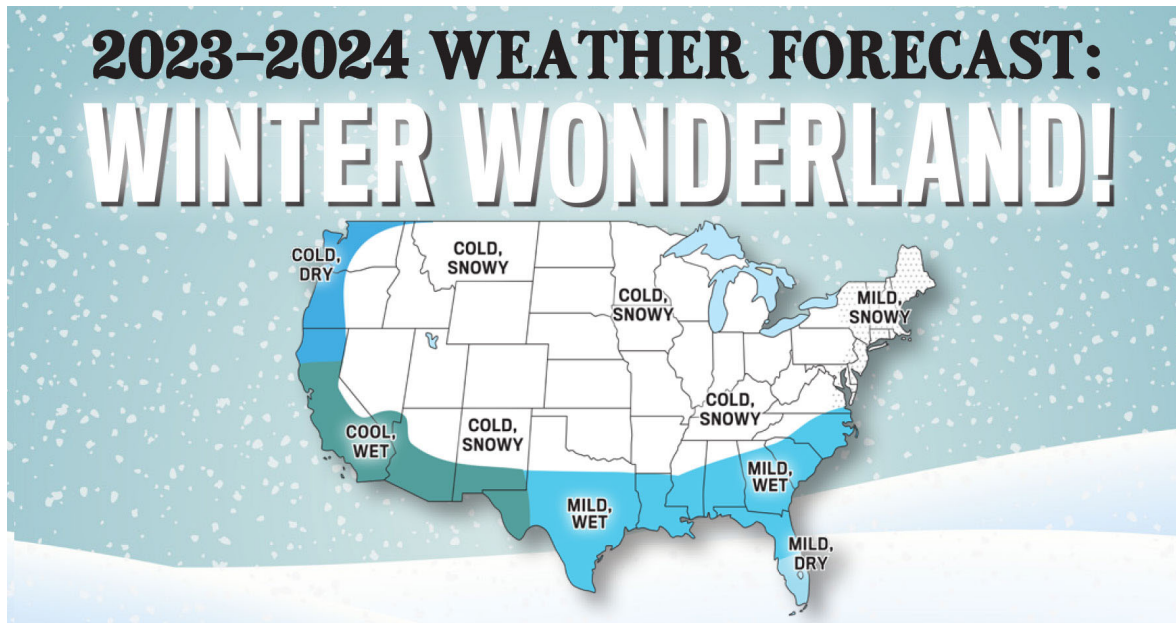 2023–2024 WEATHER FORECAST:
WINTER WONDERLAND!
COLD,
DRY
COLD,
SNOWY
COLD,
SNOWY
MILD,
SNOWY
COOL,
WET
COLD,
SNOWY
COLD,
SNOWY
MILD,
WET
MILD,
WET
MILD,
DRY